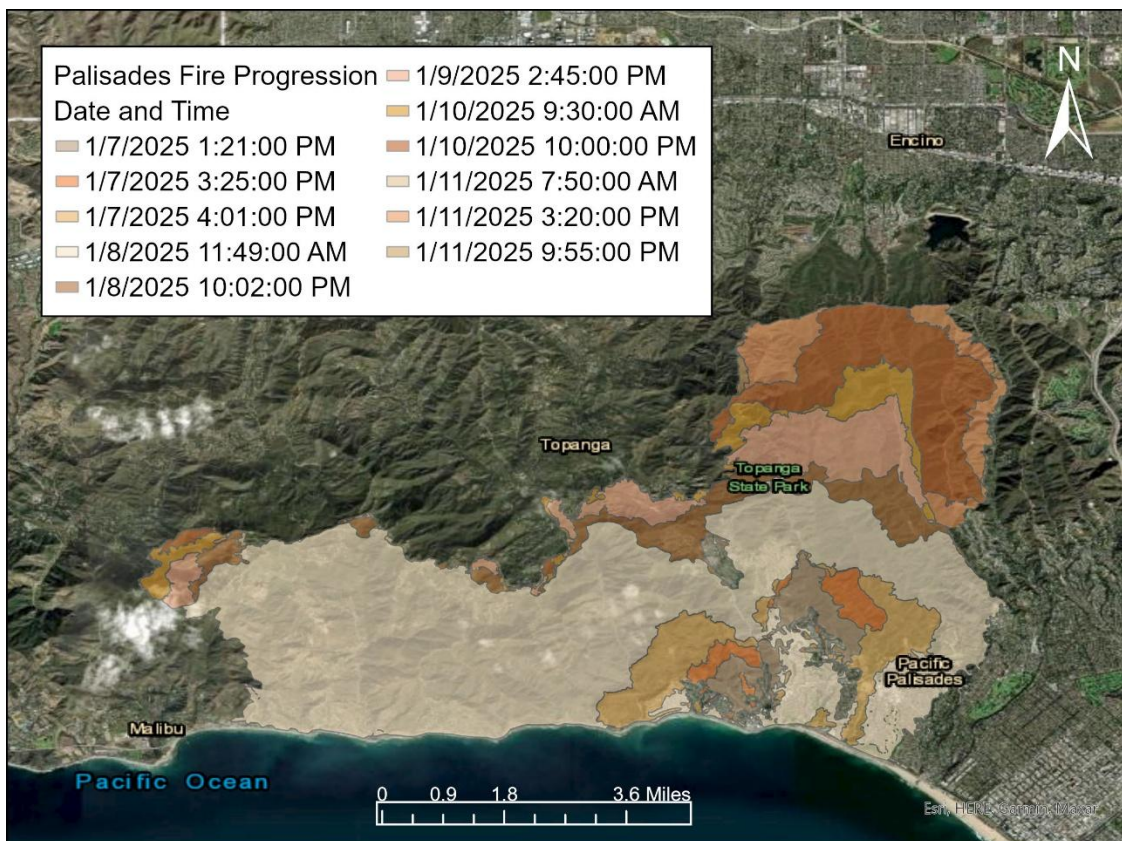 Palisades Fire Progression
Date and Time
1/7/2025 1:21:00 PM
1/7/2025 3:25:00 PM
1/7/2025 4:01:00 PM
1/8/2025 11:49:00 AM
1/8/2025 10:02:00 PM
1/9/2025 2:45:00 PM
1/10/2025 9:30:00 AM
1/10/2025 10:00:00 PM
1/11/2025 7:50:00 AM
1/11/2025 3:20:00 PM
1/11/2025 9:55:00 PM
N
Encino
Topanga
Topanga
State Park
Pacific
Palisades
Malibu
Pacific Ocean
0 0.9 1.8 3.6 Miles
Esri, HERE, Garmin, Maxar